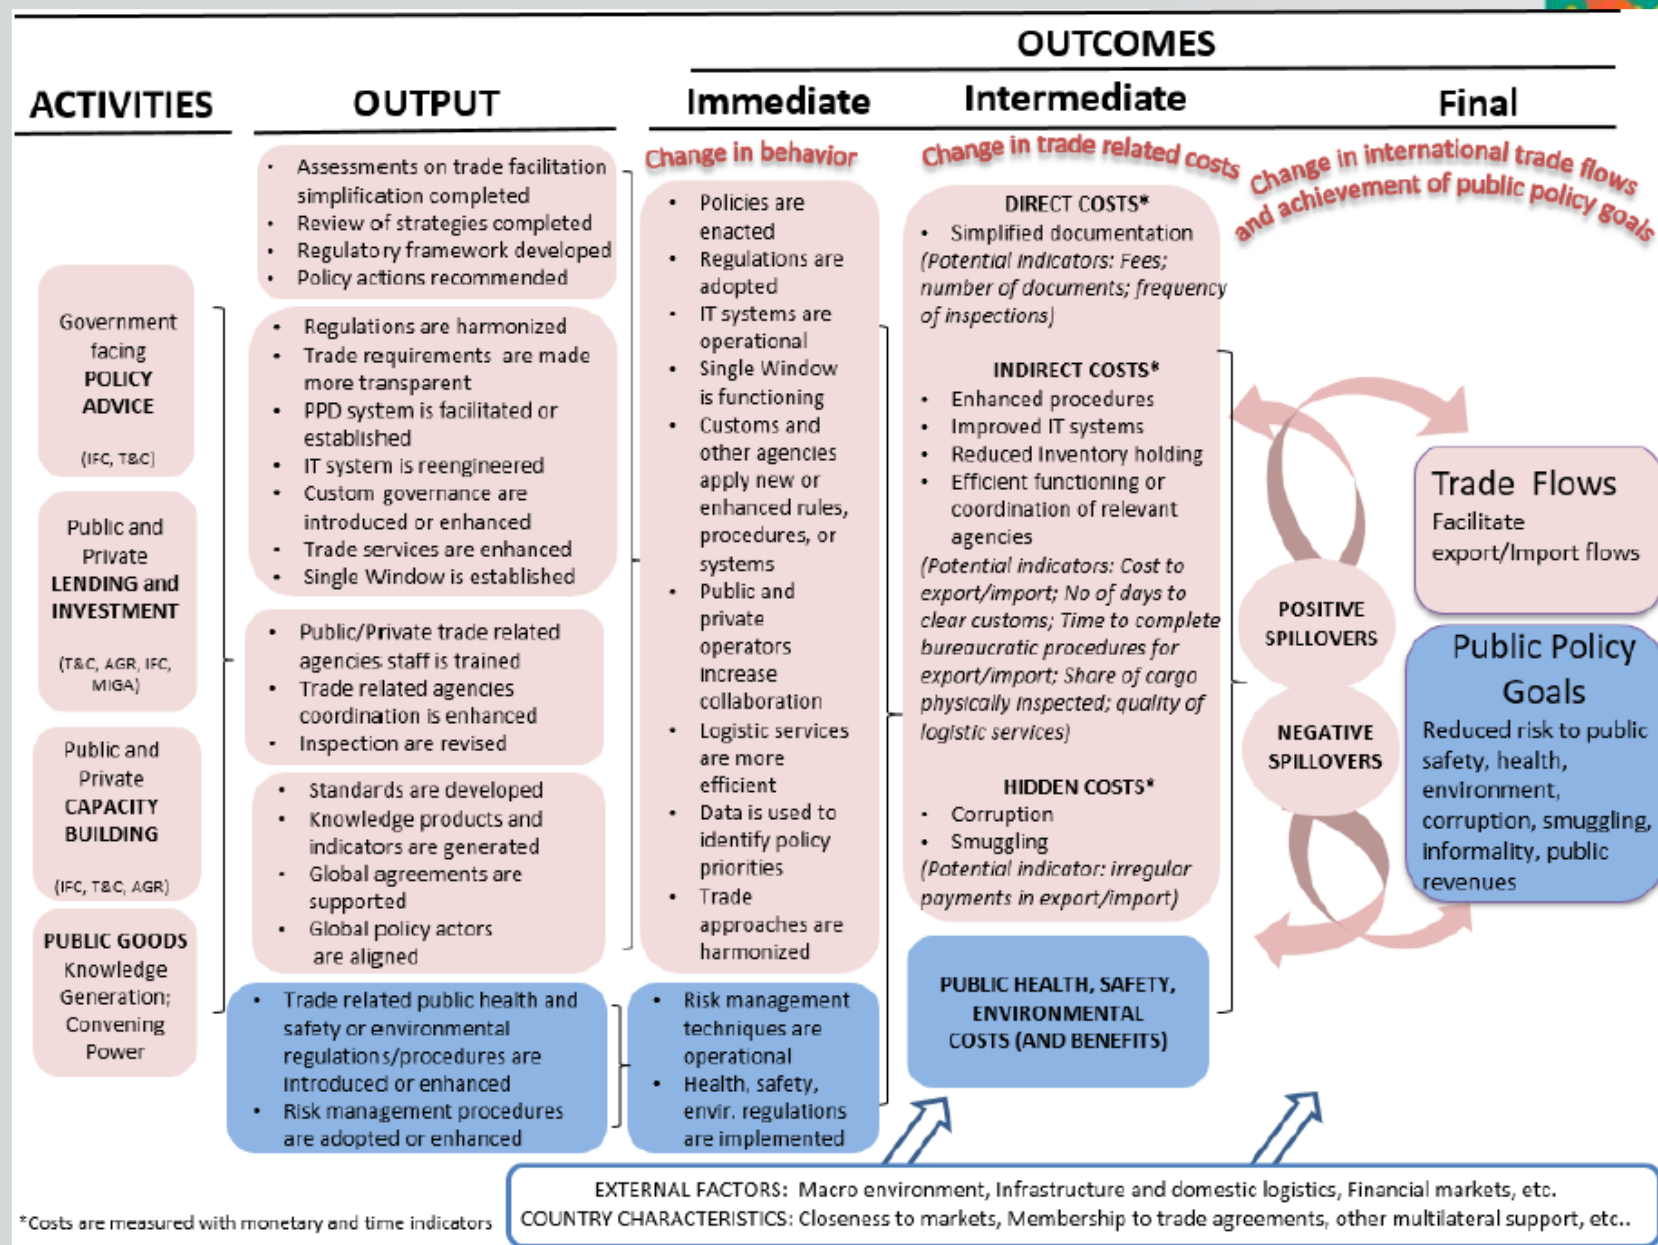 OUTCOMES
ACTIVITIES
OUTPUT
Immediate
Intermediate
Final
Change in behavior
Change in trade related costs
Change in international trade flows
and achievement of public policy goals
Government
facing
POLICY
ADVICE
(IFC, T&C)
Public and
Private
LENDING and
INVESTMENT
(T&C, AGR, IFC,
MIGA)
Public and
Private
CAPACITY
BUILDING
(IFC, T&C, AGR)
PUBLIC GOODS
Knowledge
Generation;
Convening
Power
• Assessments on trade facilitation
simplification completed
• Review of strategies completed
• Regulatory framework developed
• Policy actions recommended
• Regulations are harmonized
• Trade requirements are made
more transparent
• PPD system is facilitated or
established
• IT system is reengineered
• Custom governance are
introduced or enhanced
• Trade services are enhanced
• Single Window is established
• Public/Private trade related
agencies staff is trained
• Trade related agencies
coordination is enhanced
• Inspection are revised
• Standards are developed
• Knowledge products and
indicators are generated
• Global agreements are
supported
• Global policy actors
are aligned
• Trade related public health and
safety or environmental
regulations/procedures are
introduced or enhanced
• Risk management procedures
are adopted or enhanced
• Policies are
enacted
• Regulations are
adopted
• IT systems are
operational
• Single Window
is functioning
• Customs and
other agencies
apply new or
enhanced rules,
procedures, or
systems
• Public and
private
operators
increase
collaboration
• Logistic services
are more
efficient
• Data is used to
identify policy
priorities
• Trade
approaches are
harmonized
• Risk management
techniques are
operational
• Health, safety,
envir. regulations
are implemented
DIRECT COSTS*
• Simplified documentation
(Potential indicators: Fees;
number of documents; frequency
of inspections)
INDIRECT COSTS*
• Enhanced procedures
• Improved IT systems
• Reduced Inventory holding
• Efficient functioning or
coordination of relevant
agencies
(Potential indicators: Cost to
export/import; No of days to
clear customs; Time to complete
bureaucratic procedures for
export/import; Share of cargo
physically inspected; quality of
logistic services)
HIDDEN COSTS*
• Corruption
• Smuggling
(Potential indicator: irregular
payments in export/import)
PUBLIC HEALTH, SAFETY,
ENVIRONMENTAL
COSTS (AND BENEFITS)
POSITIVE
SPILLOVERS
NEGATIVE
SPILLOVERS
Trade Flows
Facilitate
export/Import flows
Public Policy
Goals
Reduced risk to public
safety, health,
environment,
corruption, smuggling,
informality, public
revenues
EXTERNAL FACTORS: Macro environment, Infrastructure and domestic logistics, Financial markets, etc.
COUNTRY CHARACTERISTICS: Closeness to markets, Membership to trade agreements, other multilateral support, etc..
*Costs are measured with monetary and time indicators